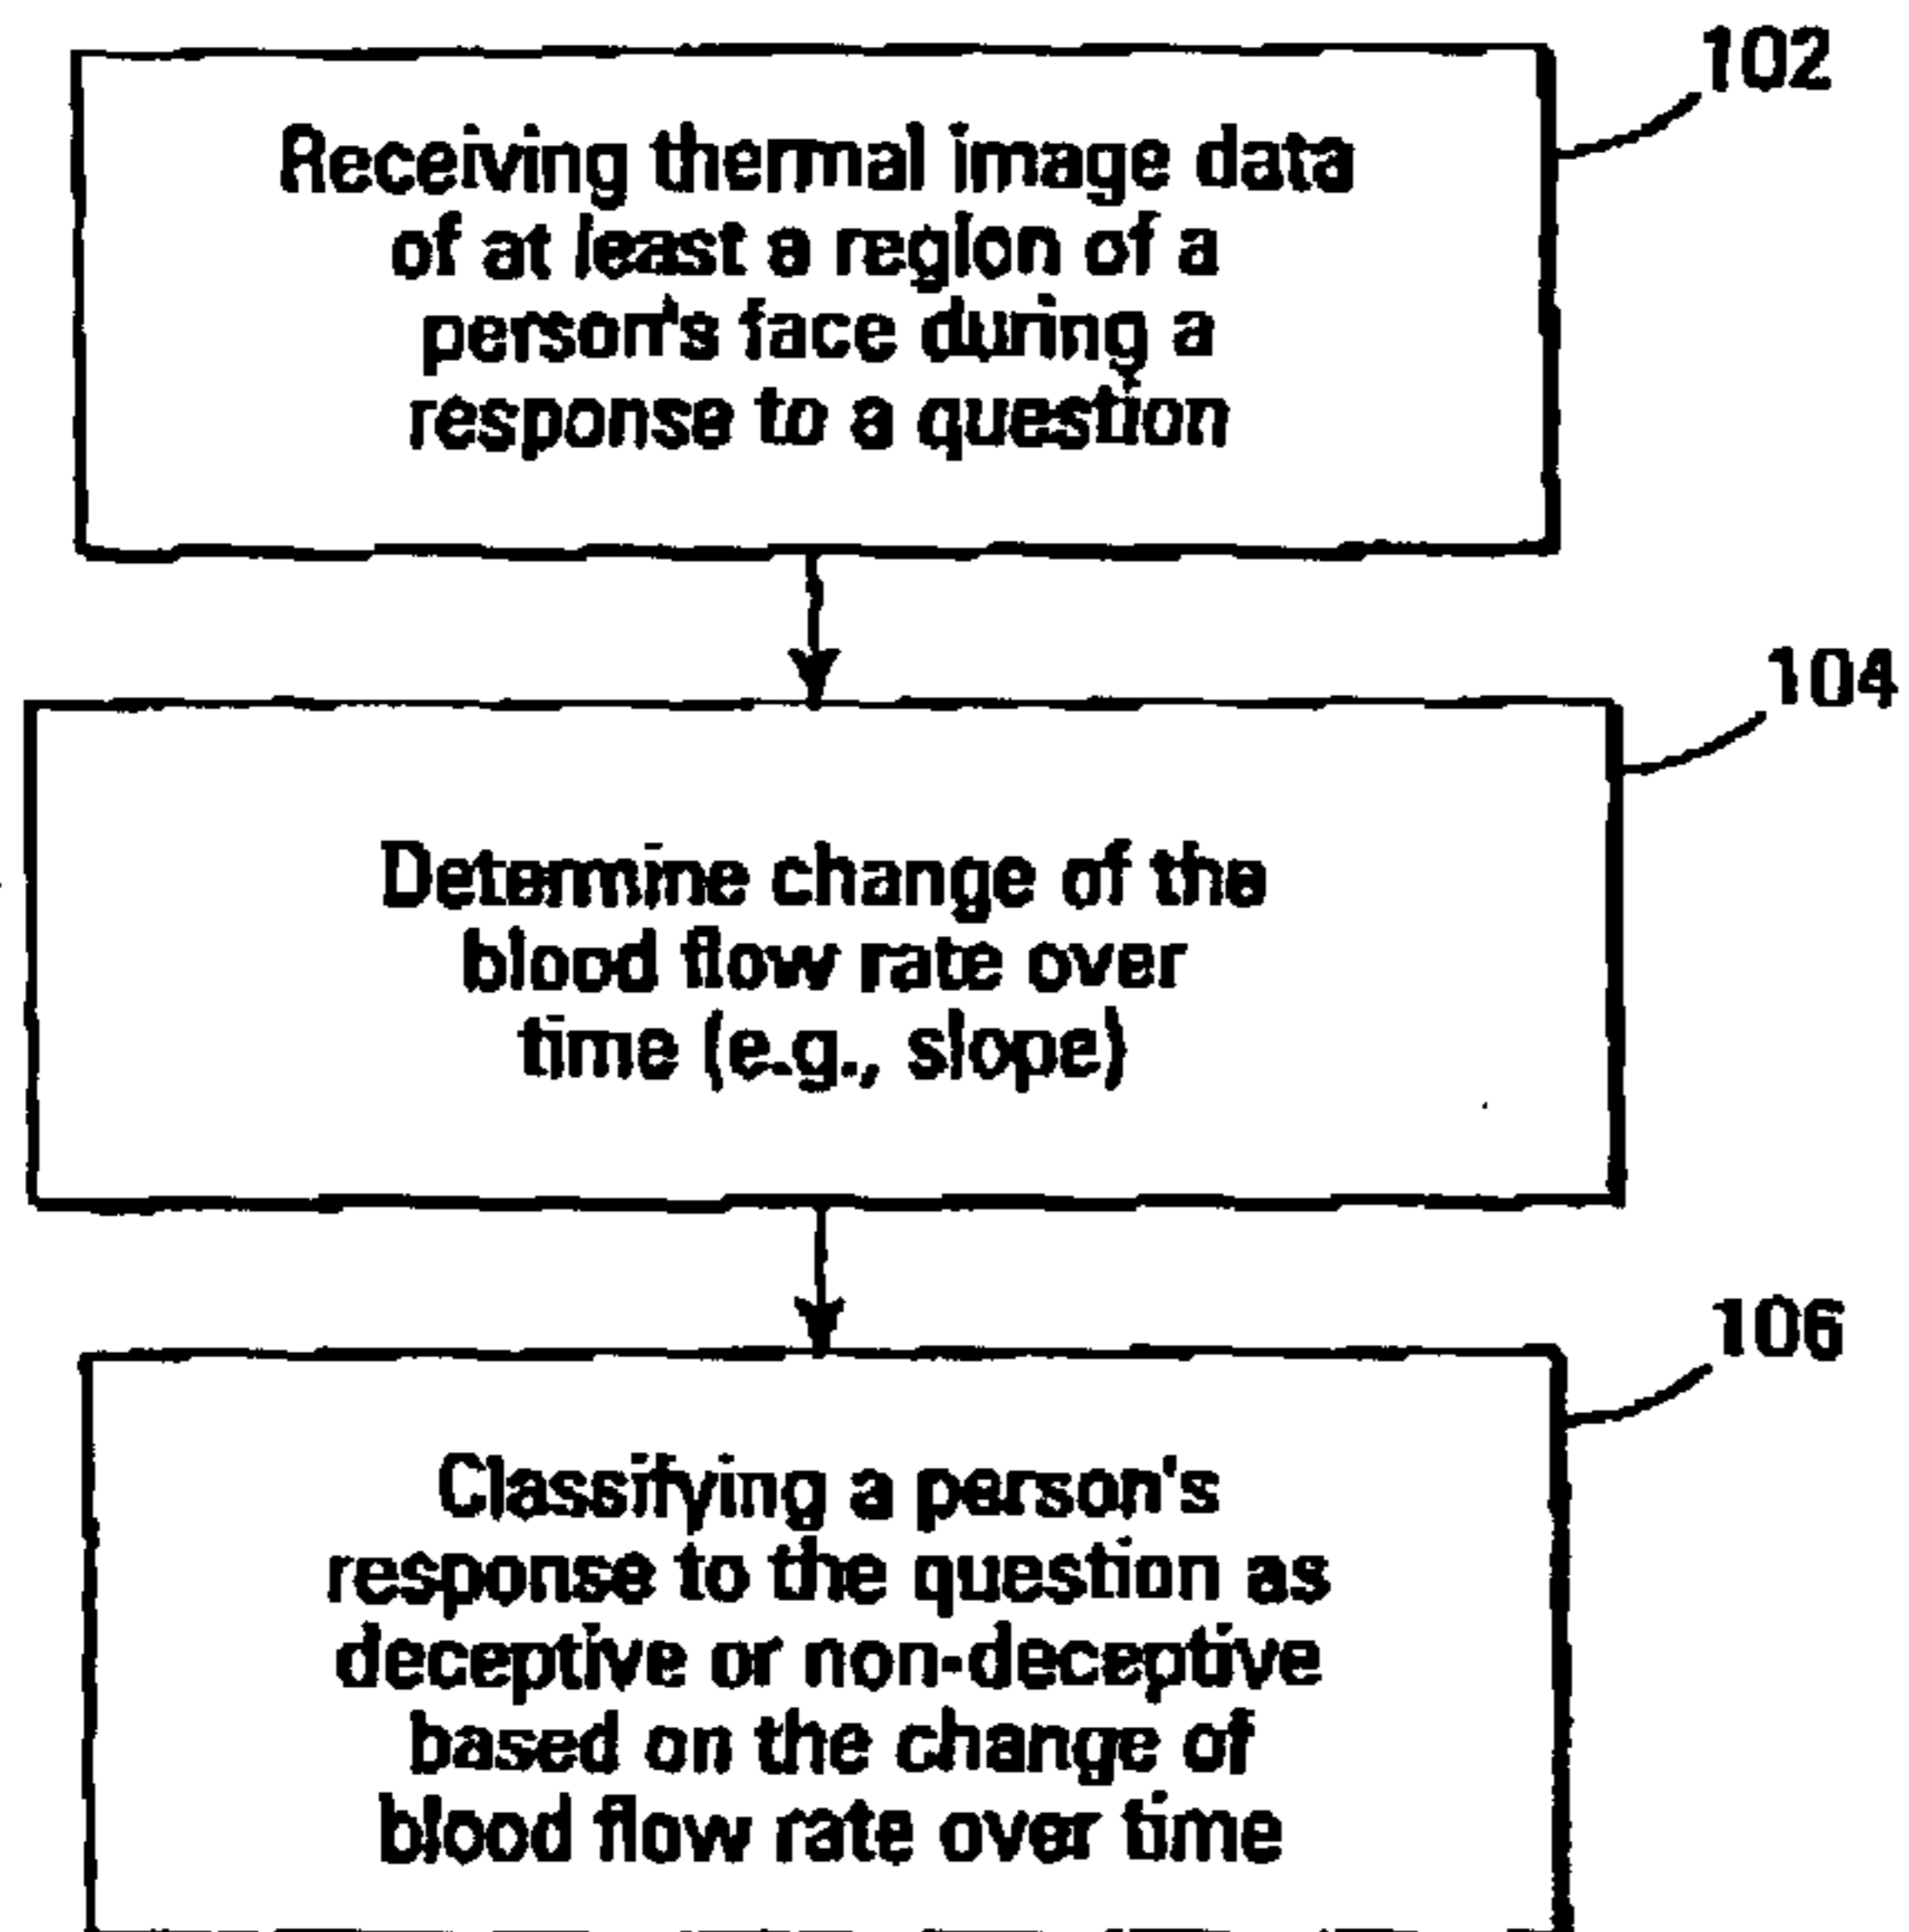 102
Receiving thermal image data
of at least a region of a
person's face during a
response to a question
104
Determine change of the
blood flow rate over
time (e.g., slope)
106
Classifying a person's
response to the question as
deceptive or non-deceptive
based on the change of
blood flow rate over time